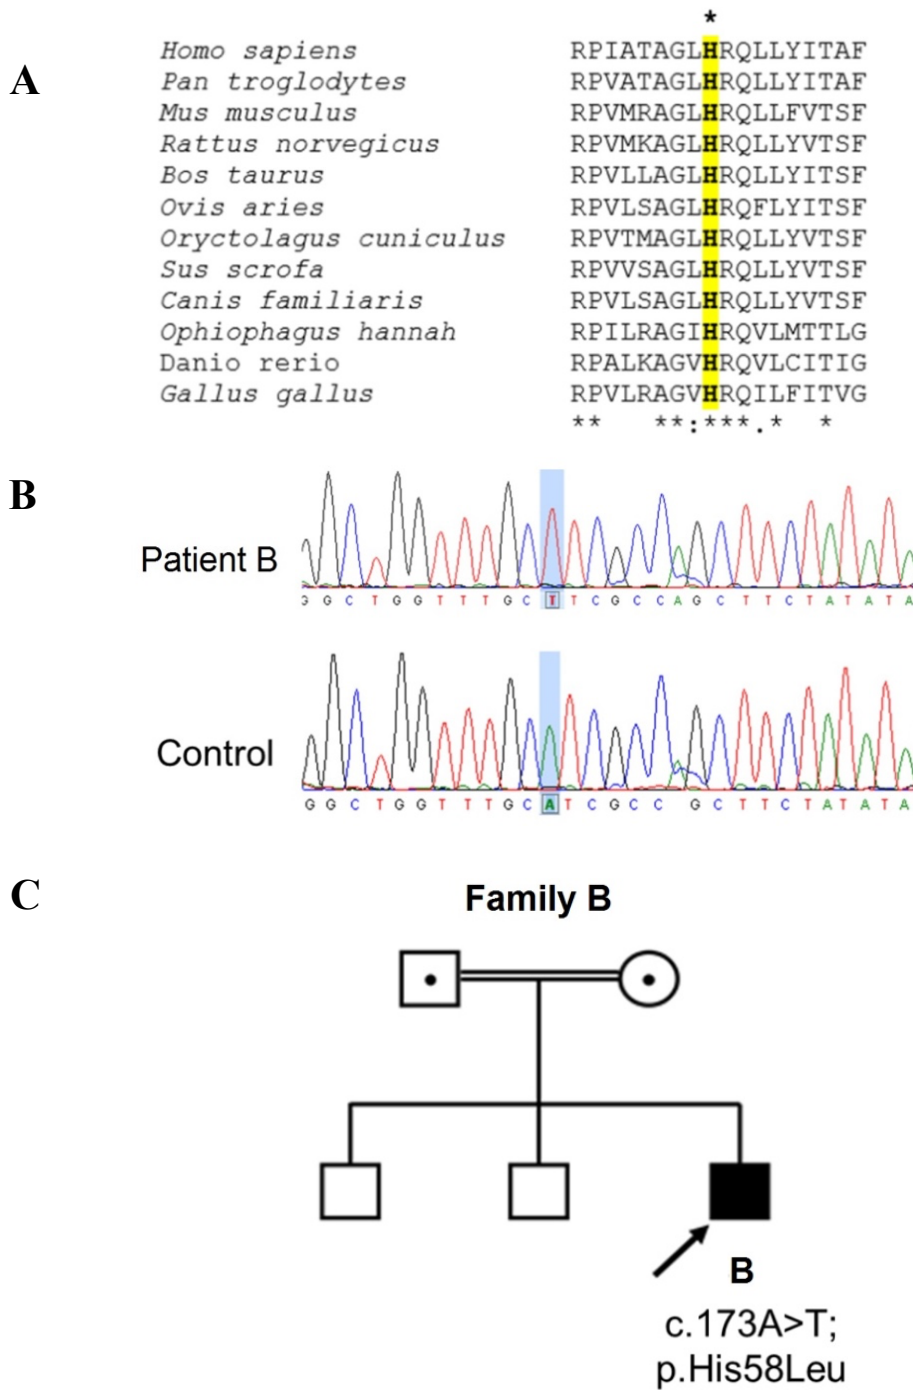 *
A
Homo sapiens RPIATAGLHRQLLYITAF
Pan troglodytes RPVATAGLHRQLLYITAF
Mus musculus RPVMRAGLHRQLLFVTSF
Rattus norvegicus RPVMKAGLHRQLLYVTSF
Bos taurus RPVLLAGLHRQLLYITSF
Ovis aries RPVLSAGLHRQFLYITSF
Oryctolagus cuniculus RPVTMAGLHRQLLYVTSF
Sus scrofa RPVVSAGLHRQLLYVTSF
Canis familiaris RPVLSAGLHRQLLYVTSF
Ophiophagus hannah RPILRAGIHRQVLMTTLG
Danio rerio RPALKAGVHRQVLCITIG
Gallus gallus RPVLRAGVHRQILFITVG
** **:***.* *
B
Patient B
G G C T G G T T T G C T T C G C C A G C T T C T A T A T A
Control
G G C T G G T T T G C A T C G C C G C T T C T A T A T A
C
Family B
B
c.173A>T;
p.His58Leu